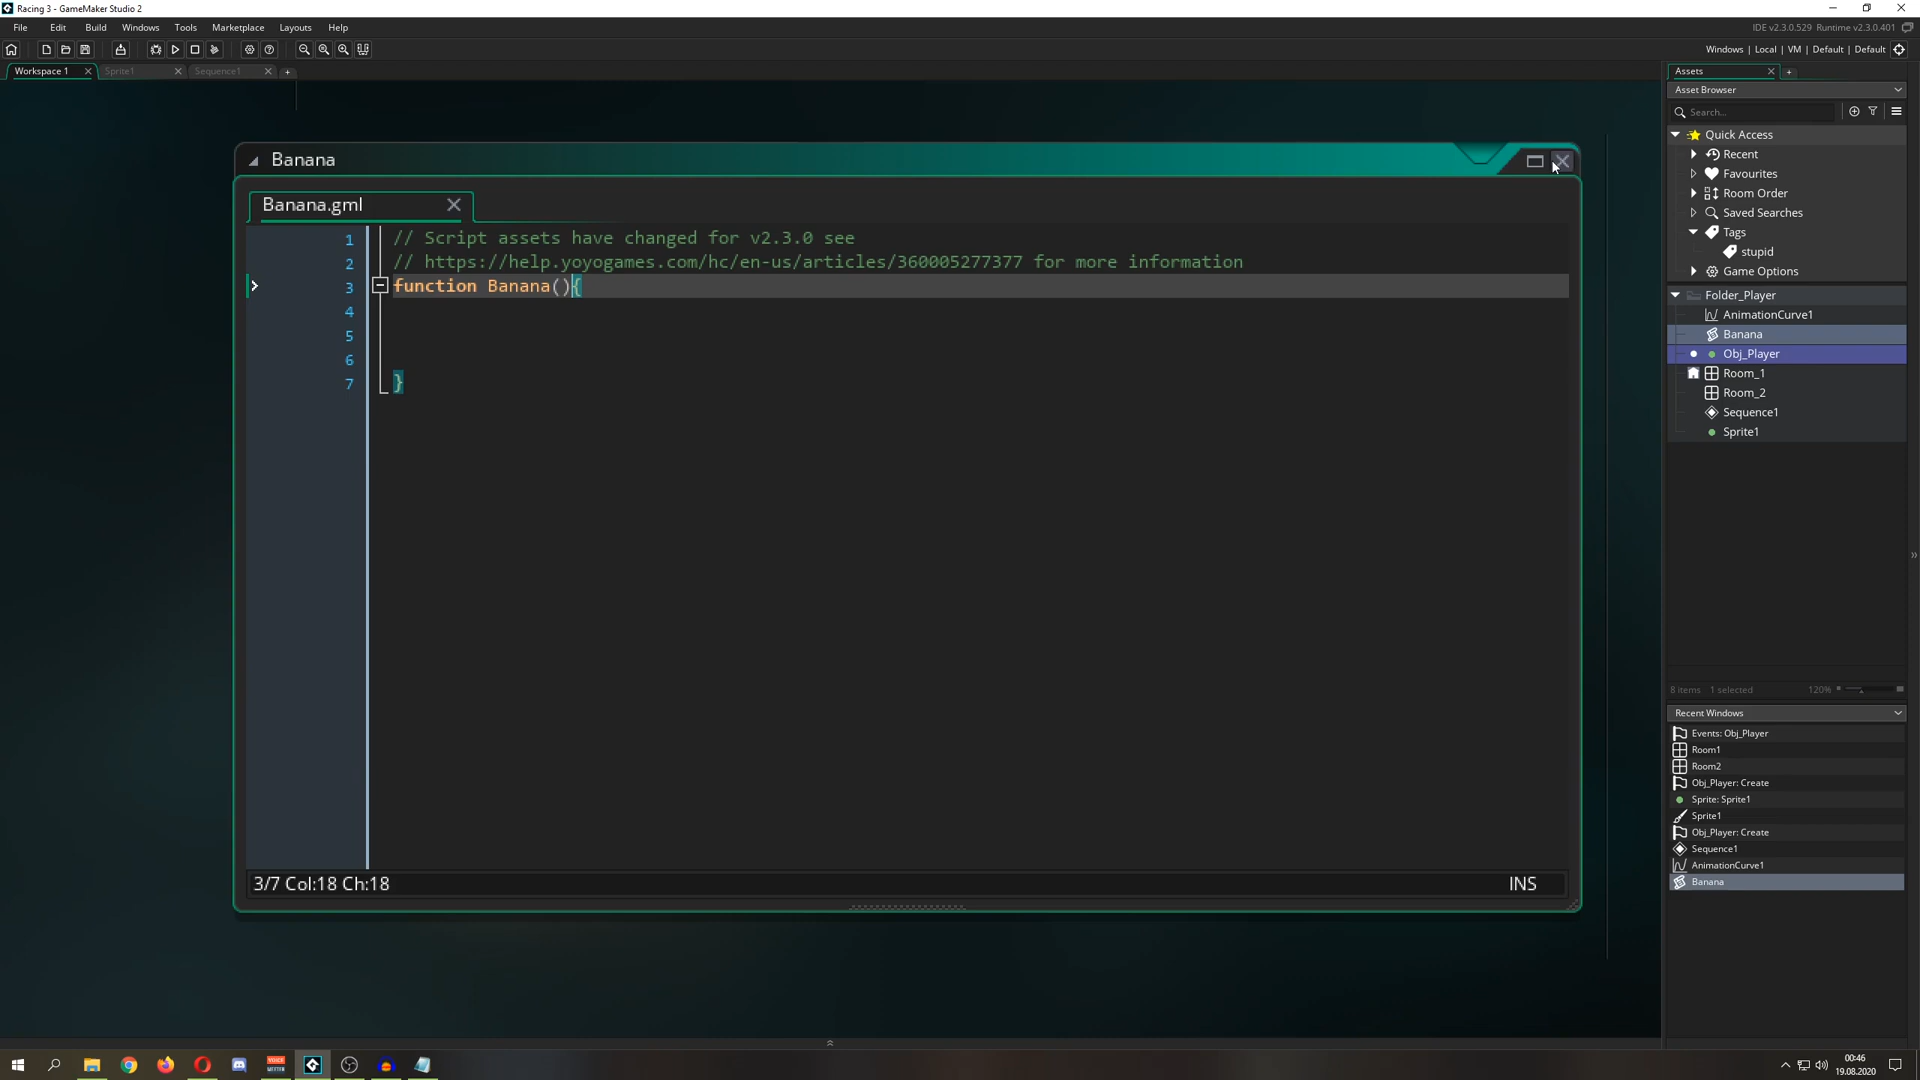 Racing 3 - GameMaker Studio 2
File Edit Build Windows Tools Marketplace Layouts Help
IDE v2.3.0.529 Runtime v2.3.0.401
Windows | Local | VM | Default | Default
Workspace 1 Sprite1 Sequence1 +
Assets
Asset Browser
Search...
Quick Access
Recent
Favourites
Room Order
Saved Searches
Tags
stupid
Game Options
Folder_Player
AnimationCurve1
Banana
Obj_Player
Room_1
Room_2
Sequence1
Sprite1
8 items 1 selected 120%
Recent Windows
Events: Obj_Player
Room1
Room2
Obj_Player: Create
Sprite: Sprite1
Sprite1
Obj_Player: Create
Sequence1
AnimationCurve1
Banana
Banana
Banana.gml
1 // Script assets have changed for v2.3.0 see
2 // https://help.yoyogames.com/hc/en-us/articles/360005277377 for more information
3 function Banana(){
4
5
6
7 }
3/7 Col:18 Ch:18 INS
00:46
19.08.2020